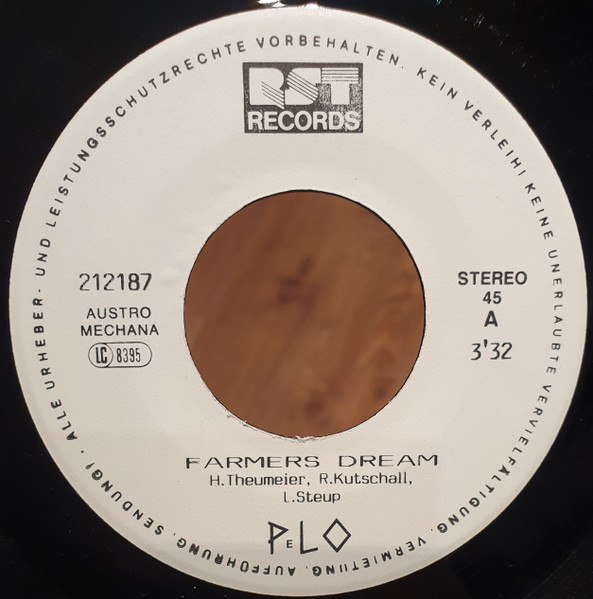 ALLE URHEBER- UND LEISTUNGSSCHUTZRECHTE VORBEHALTEN. KEIN VERLEIH! KEINE UNERLAUBTE VERVIELFÄLTIGUNG, VERMIETUNG, AUFFÜHRUNG, SENDUNG!
RST
RECORDS
212187
AUSTRO
MECHANA
LC 8395
STEREO
45
A
3'32
FARMERS DREAM
H.Theumeier, R.Kutschall,
L.Steup
PeLO